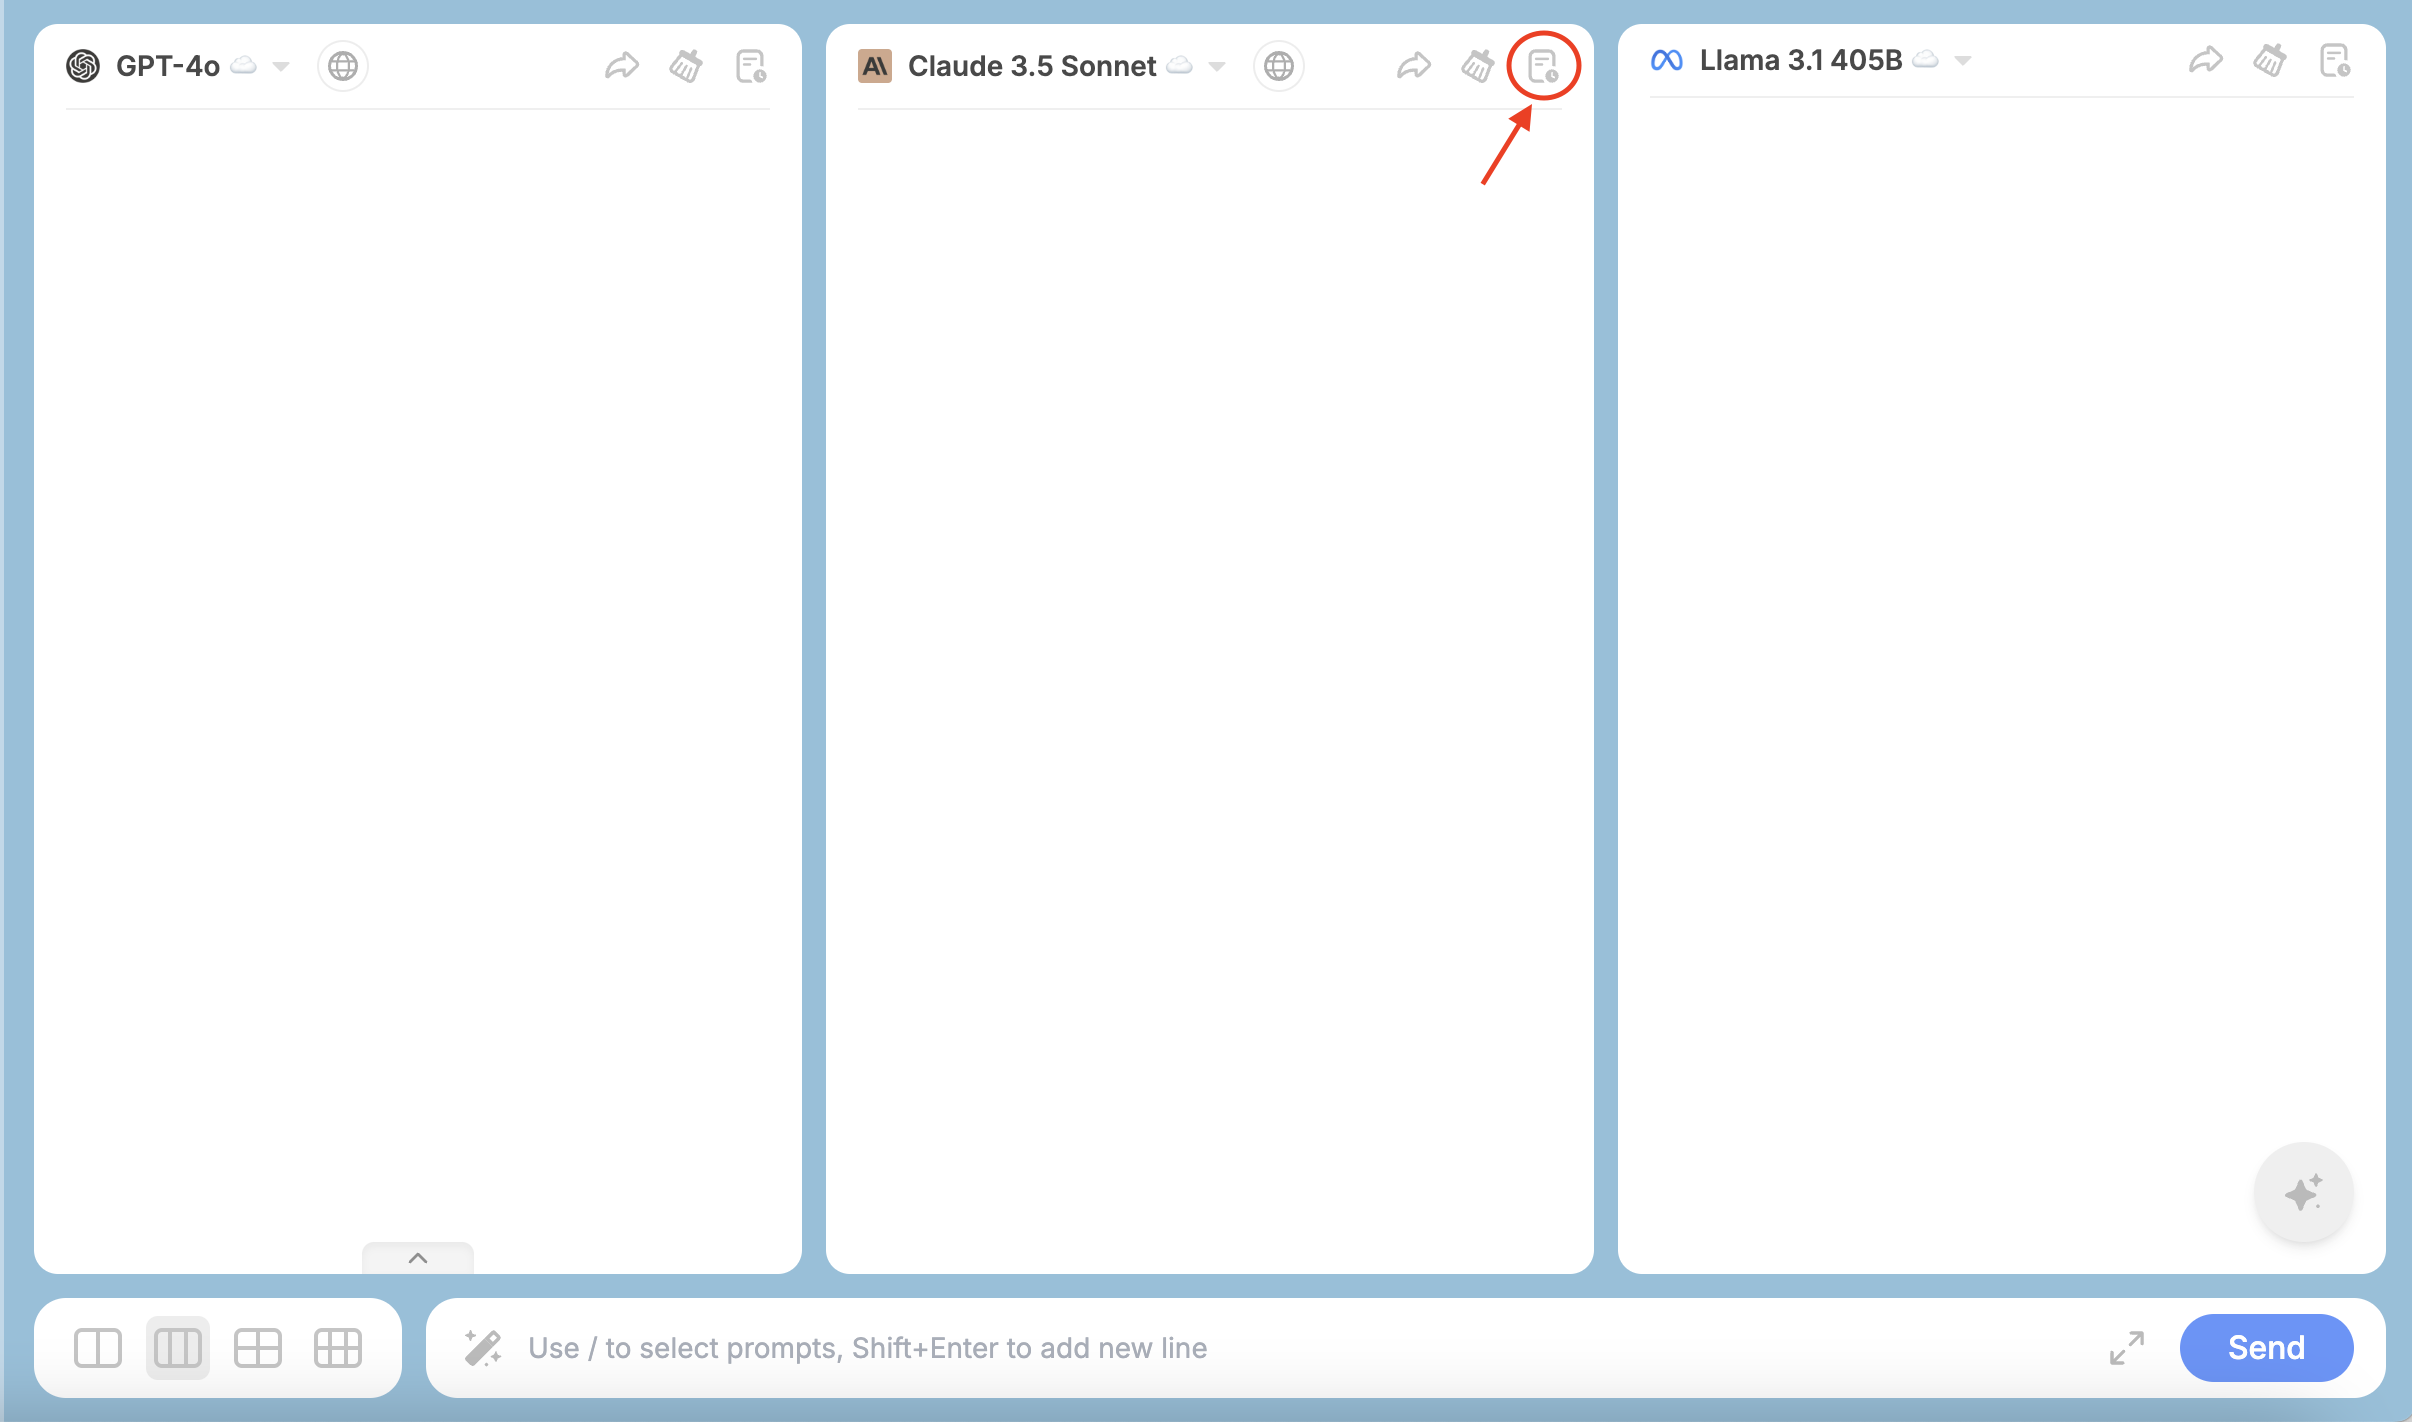 GPT-4o
Claude 3.5 Sonnet
Llama 3.1 405B
Use / to select prompts, Shift+Enter to add new line
Send